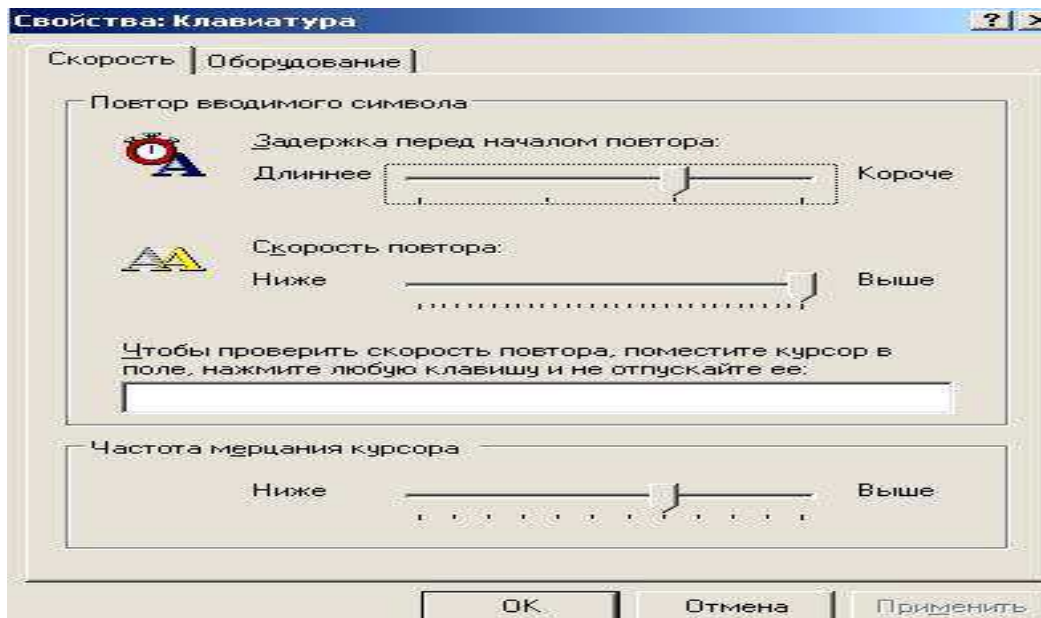 Свойства: Клавиатура
Скорость Оборудование
Повтор вводимого символа
Задержка перед началом повтора:
Длиннее Короче
Скорость повтора:
Ниже Выше
Чтобы проверить скорость повтора, поместите курсор в
поле, нажмите любую клавишу и не отпускайте ее:
Частота мерцания курсора
Ниже Выше
OK Отмена Применить